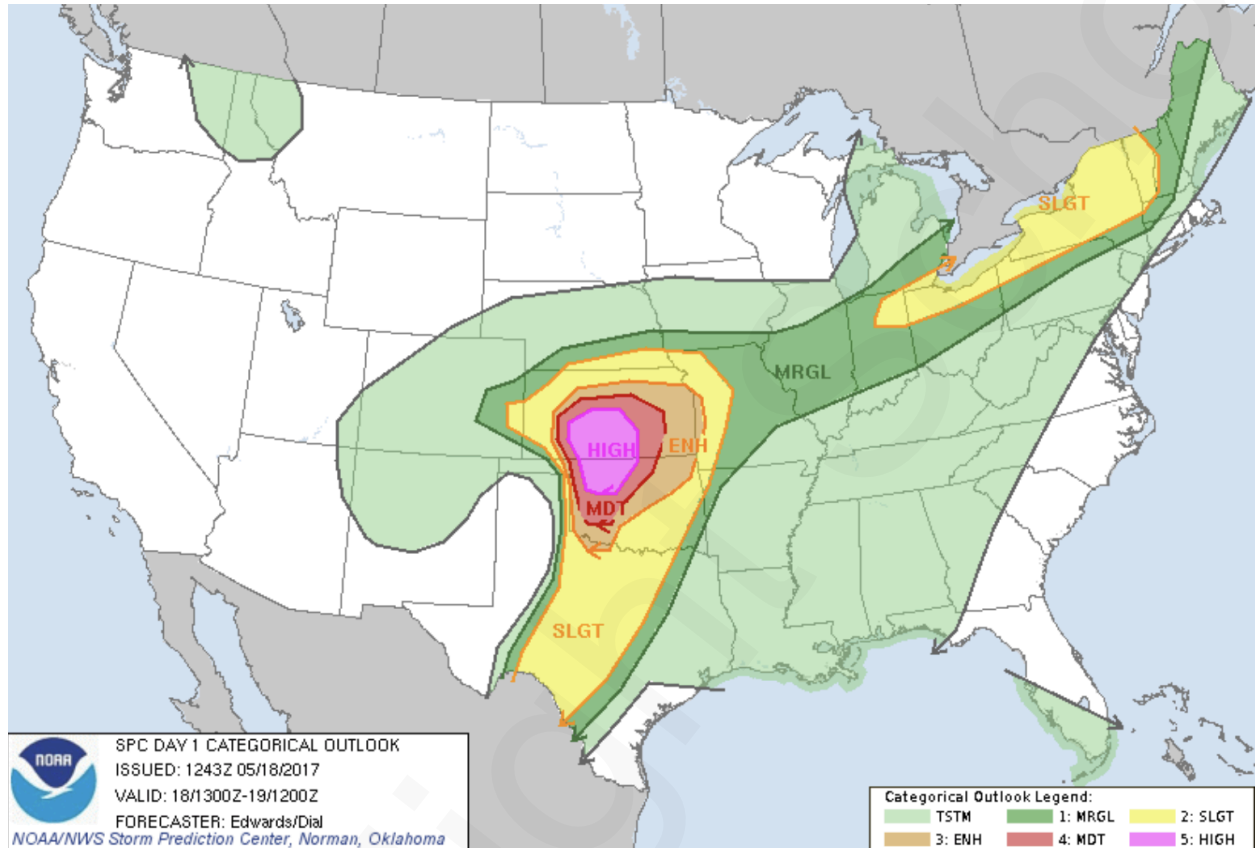 SLGT
MRGL
HIGH
ENH
MDT
SLGT
NOAA
SPC DAY 1 CATEGORICAL OUTLOOK
ISSUED: 1243Z 05/18/2017
VALID: 18/1300Z-19/1200Z
FORECASTER: Edwards/Dial
NOAA/NWS Storm Prediction Center, Norman, Oklahoma
Categorical Outlook Legend:
TSTM 1: MRGL 2: SLGT
3: ENH 4: MDT 5: HIGH